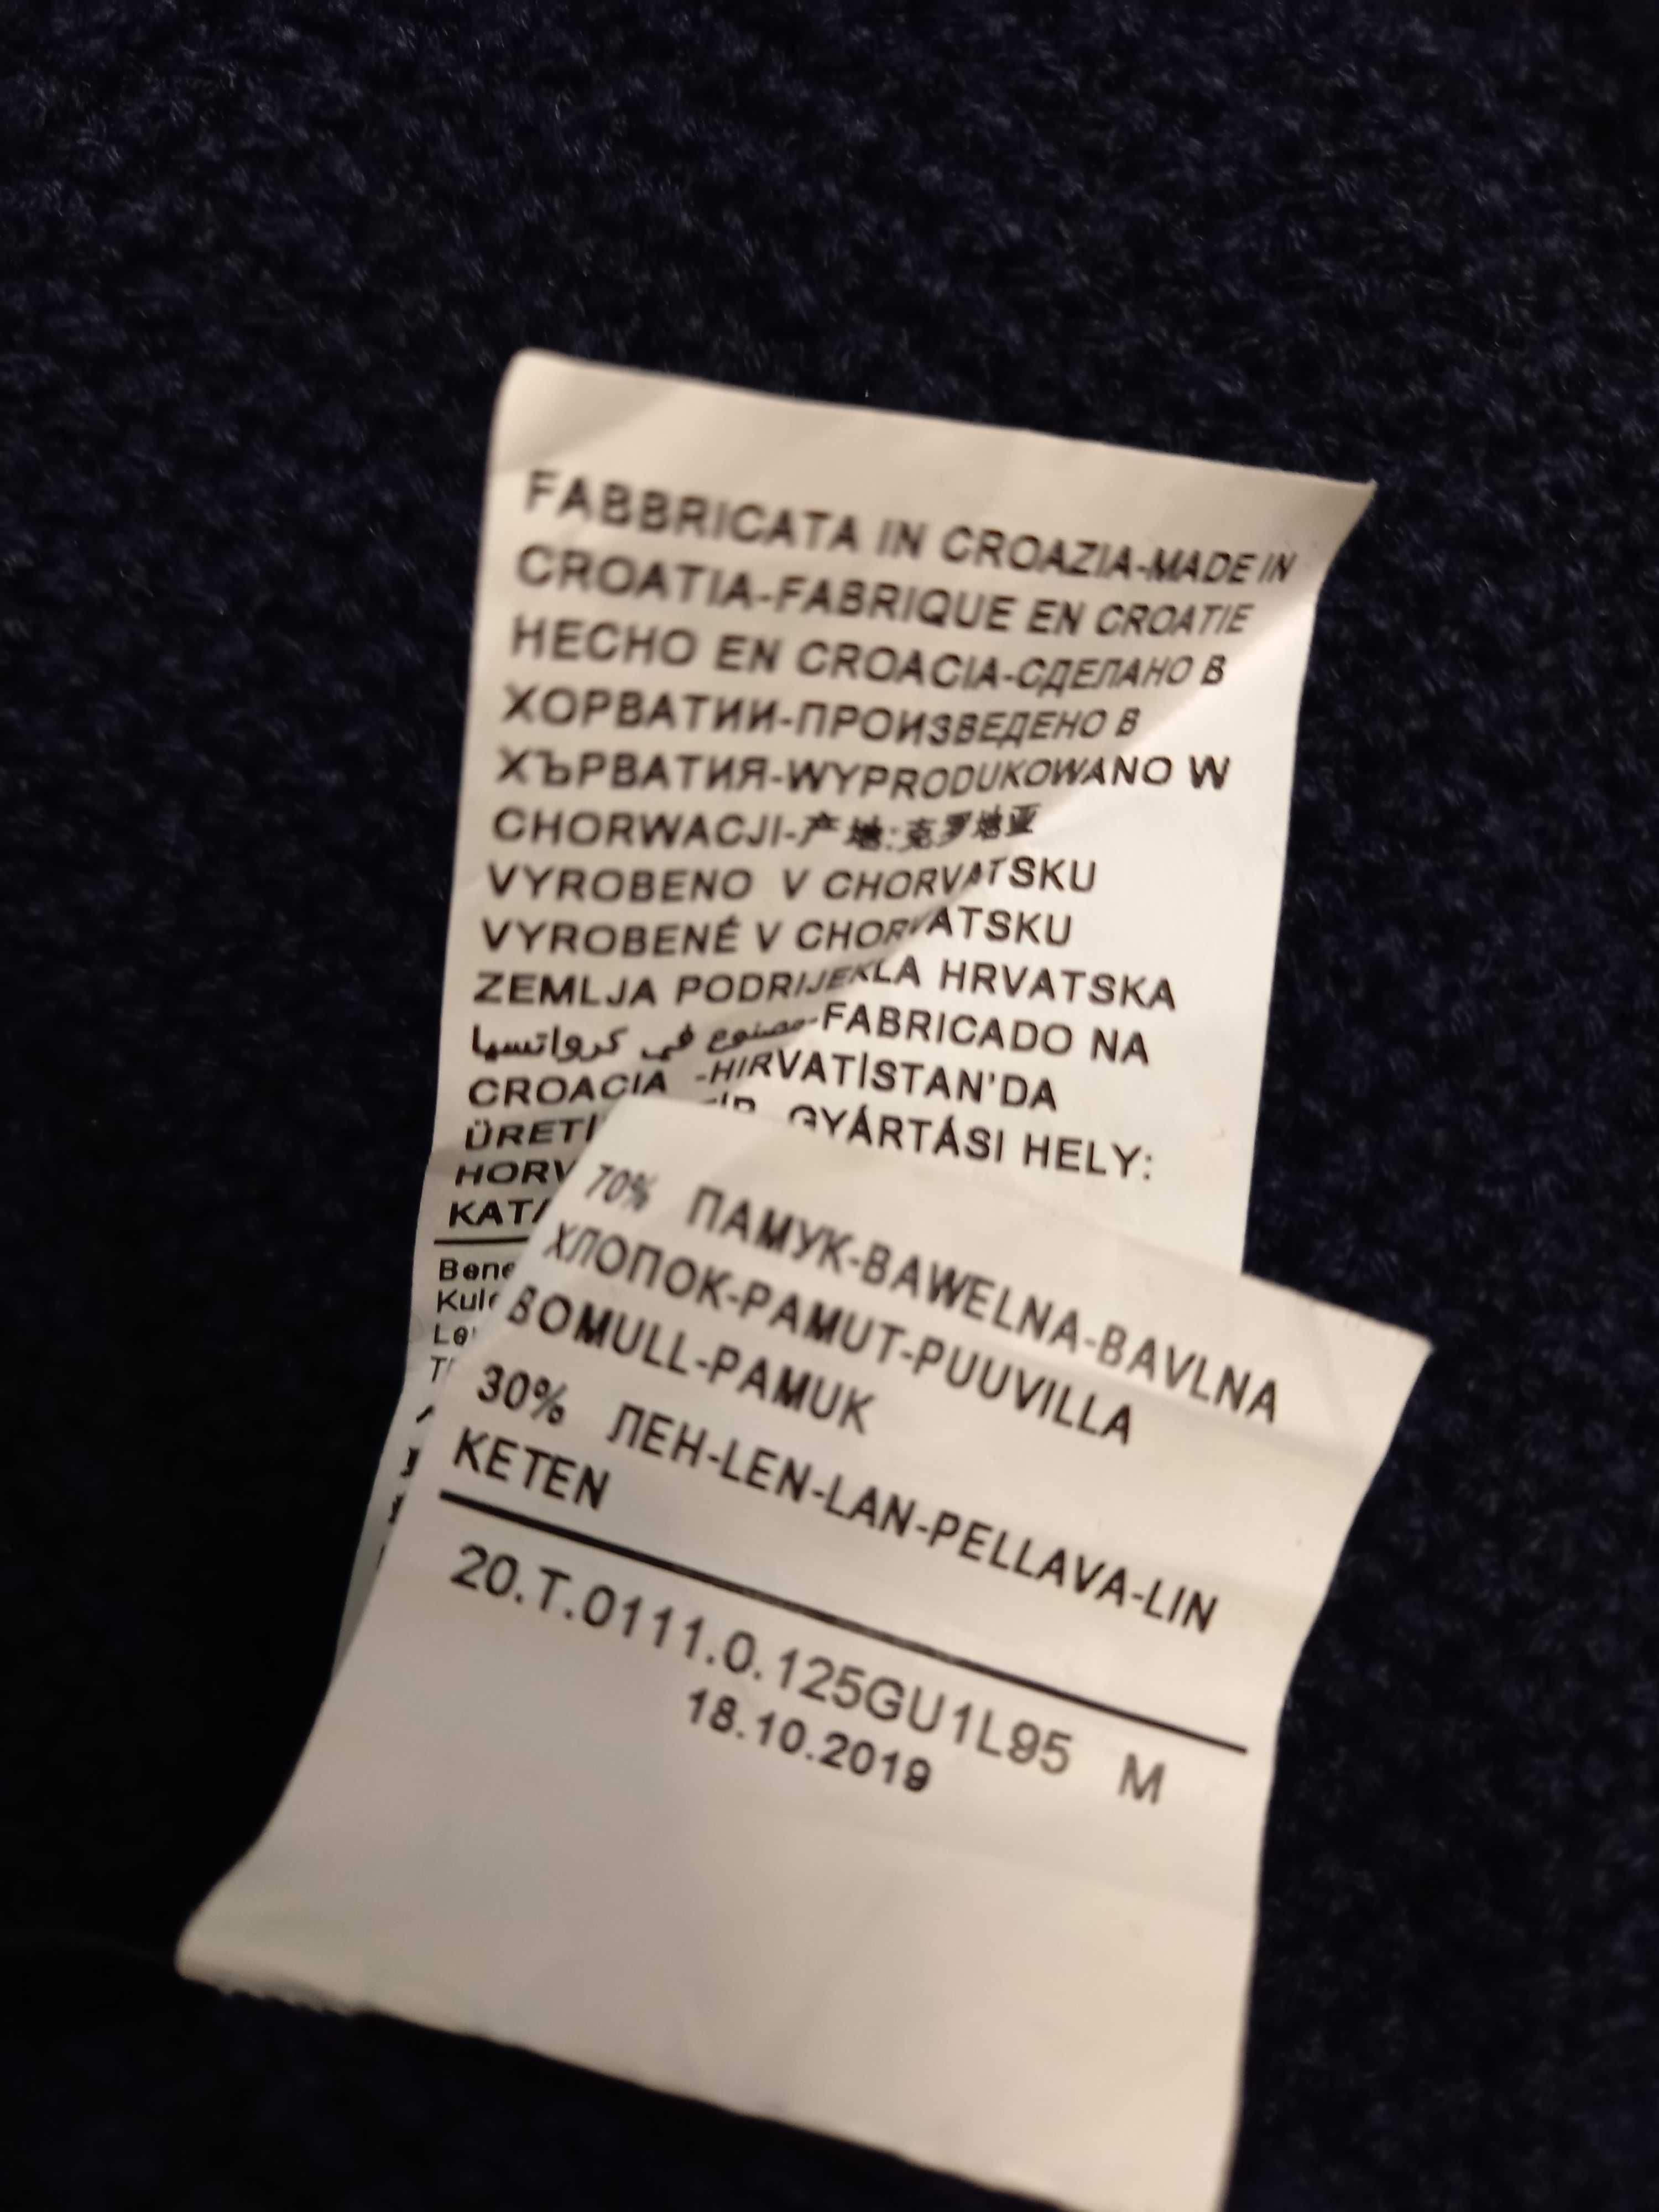 FABBRICATA IN CROAZIA-MADE IN
CROATIA-FABRIQUE EN CROATIE
HECHO EN CROACIA-СДЕЛАНО В
ХОРВАТИИ-ПРОИЗВЕДЕНО В
ХЪРВАТИЯ-WYPRODUKOWANO W
CHORWACJI-产地:克罗地亚
VYROBENO V CHORVATSKU
VYROBENÉ V CHORVATSKU
ZEMLJA PODRIJEKLA HRVATSKA
مصنوع في كرواتسيا-FABRICADO NA
CROACIA -HIRVATİSTAN'DA
GYÁRTÁSI HELY:
70% ПАМУК-BAWELNA-BAVLNA
ХЛОПОК-PAMUT-PUUVILLA
BOMULL-PAMUK
30% ЛЕН-LEN-LAN-PELLAVA-LIN
KETEN
20.T.0111.0.125GU1L95 M
18.10.2019